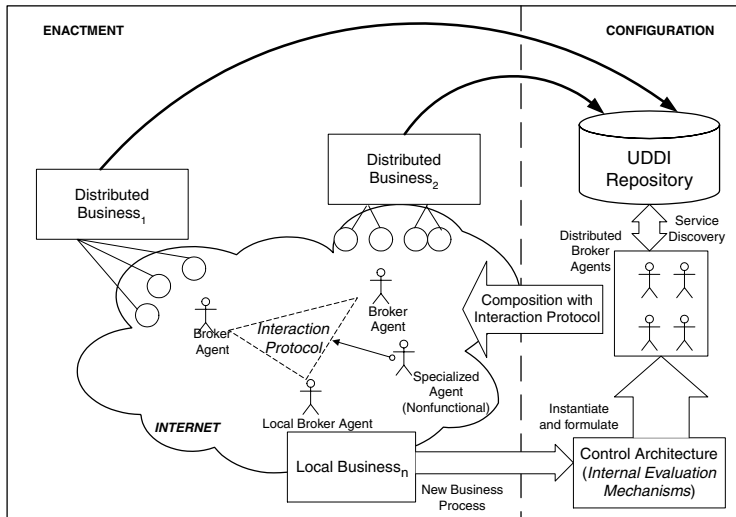 ENACTMENT
CONFIGURATION
Distributed
Business1
Distributed
Business2
UDDI
Repository
Distributed
Broker
Agents
Service
Discovery
Broker
Agent
Broker
Agent
Interaction
Protocol
Composition with
Interaction Protocol
Specialized
Agent
(Nonfunctional)
Local Broker Agent
INTERNET
Instantiate
and formulate
Local Businessn
New Business
Process
Control Architecture
(Internal Evaluation
Mechanisms)